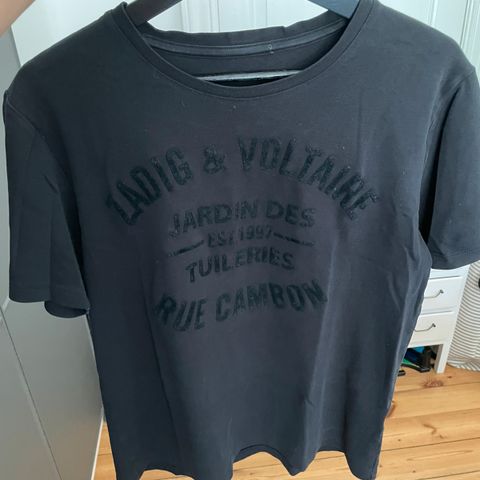 ZADIG & VOLTAIRE
JARDIN DES
EST 1997
TUILERIES
RUE CAMBON